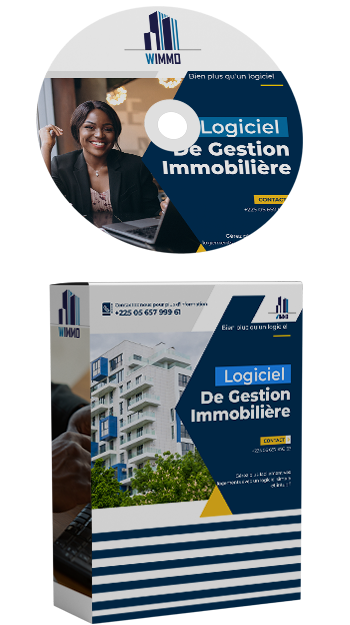 WIMMO
Bien plus qu'un logiciel
Logiciel
De Gestion
Immobilière
CONTACT
WIMMO
Contactez-nous pour plus d'information
+225 05 657 999 61
Bien plus qu'un logiciel
Logiciel
De Gestion
Immobilière
CONTACT